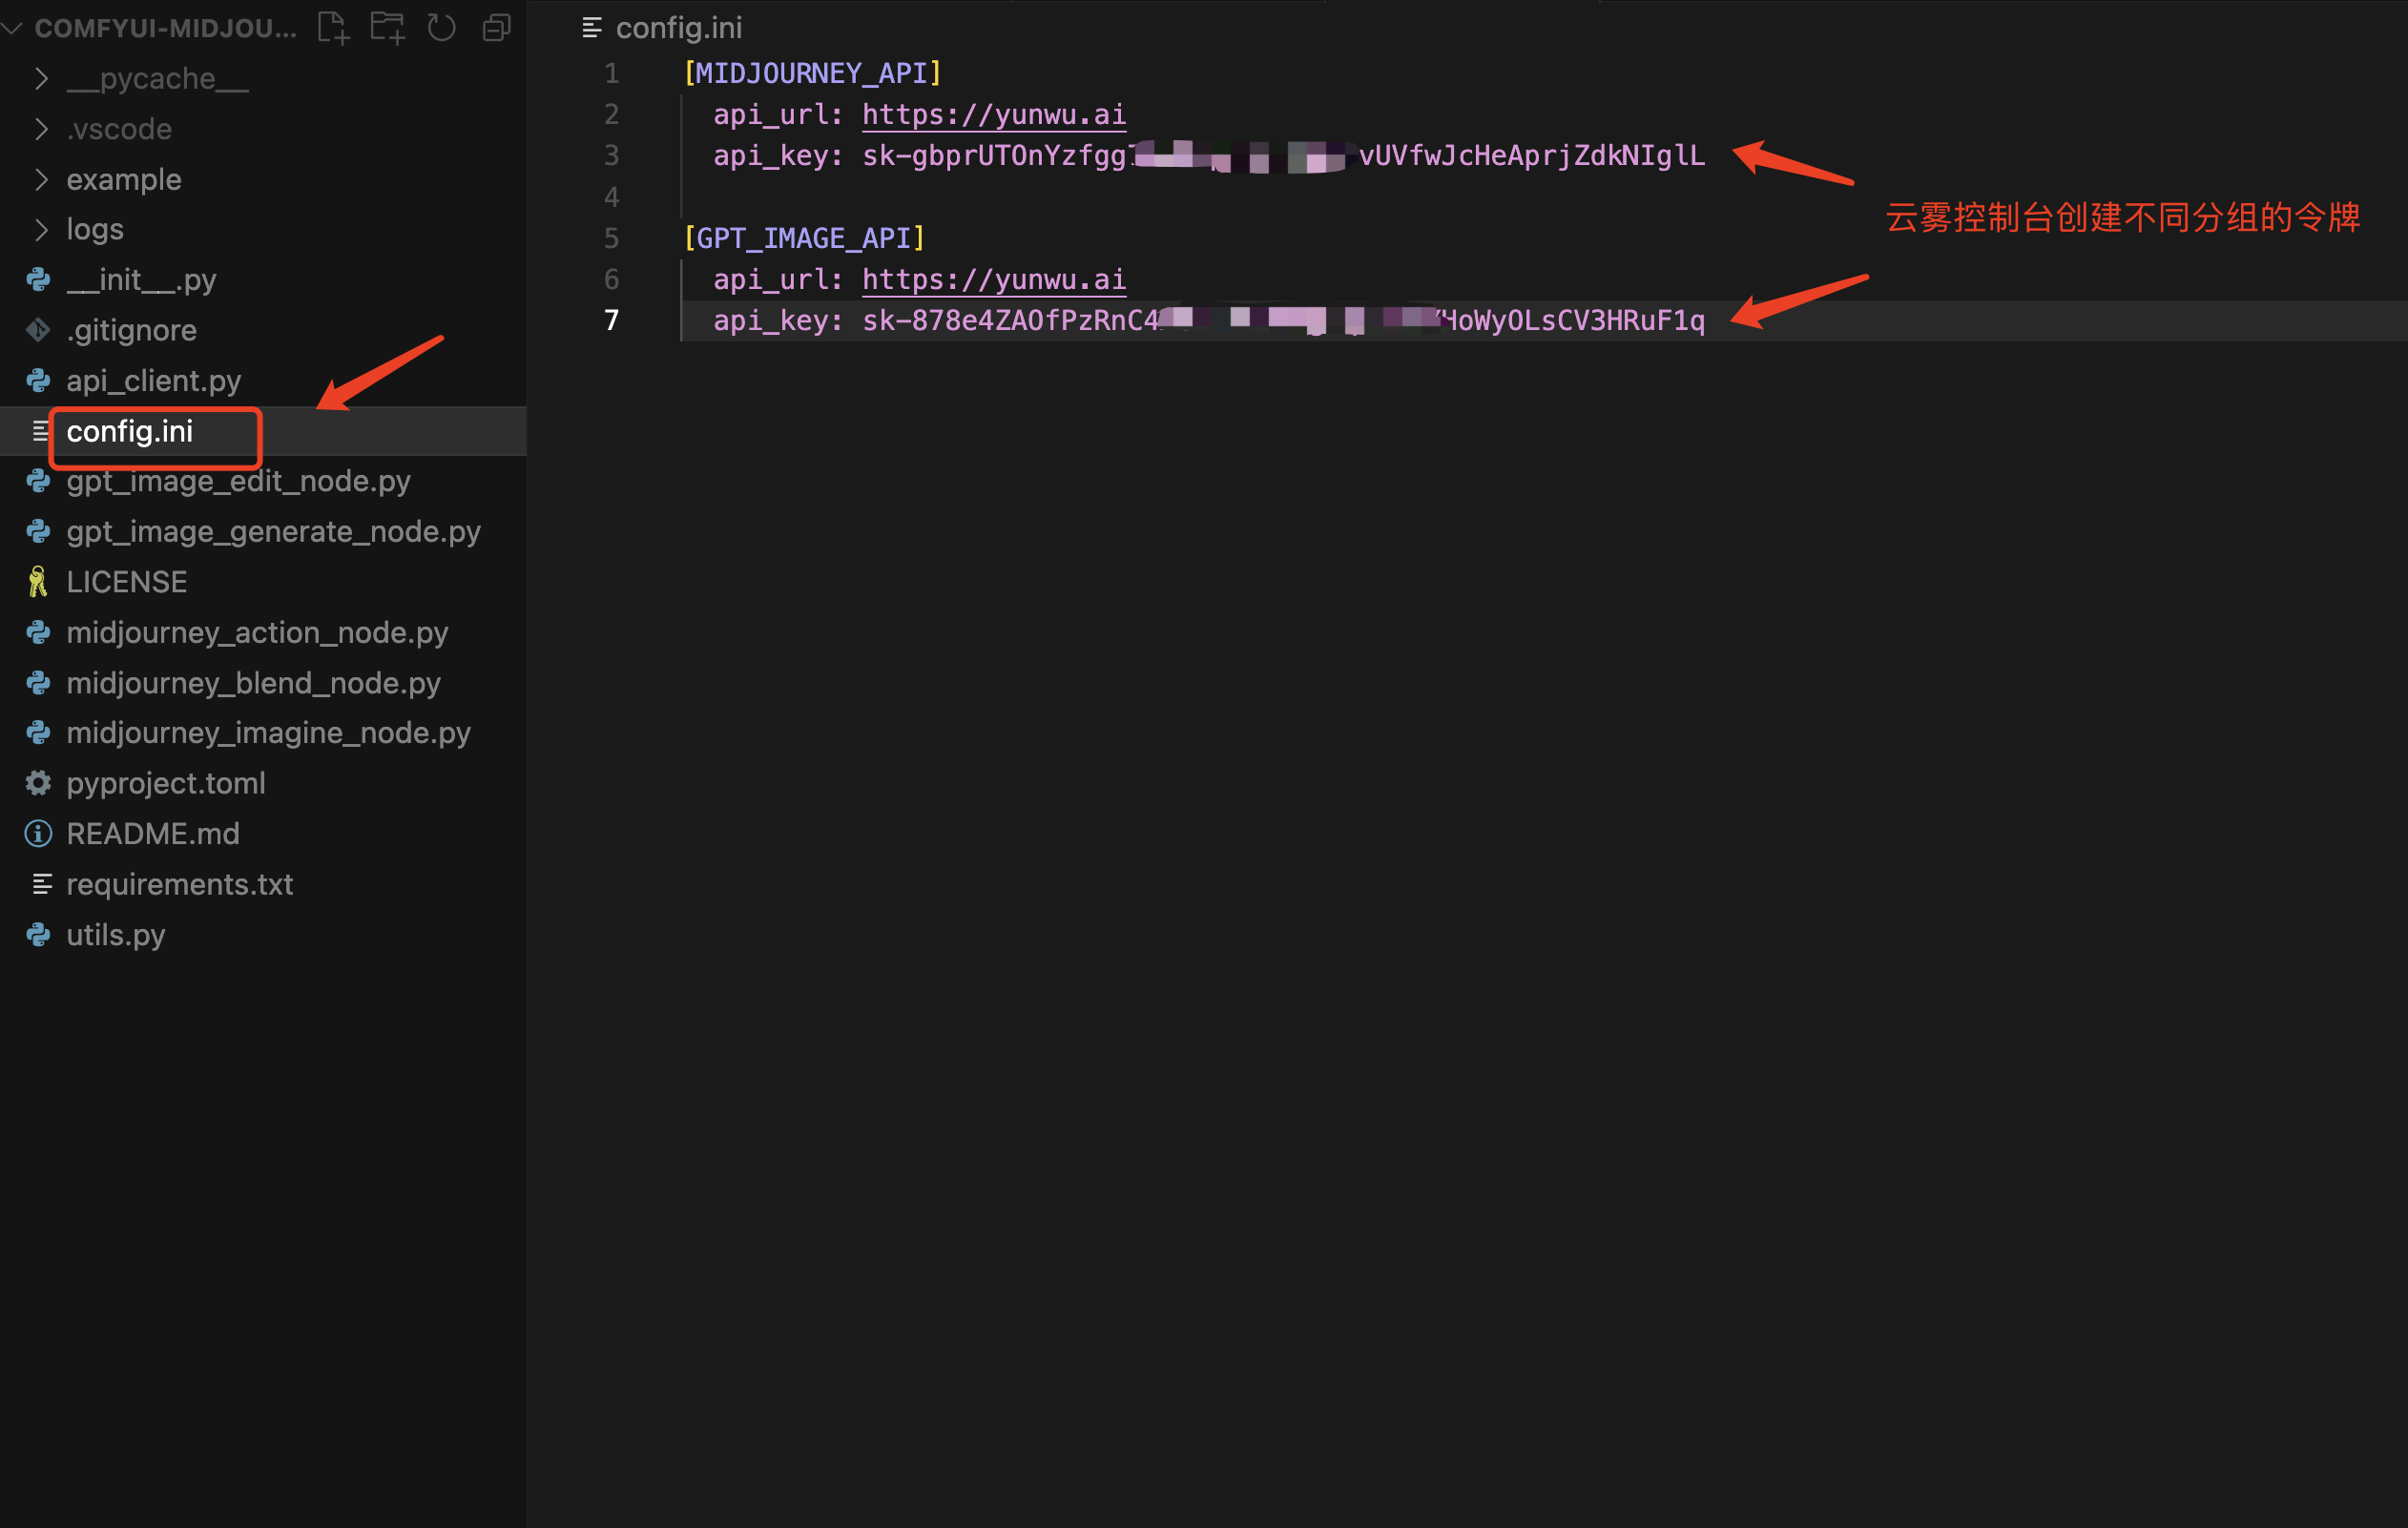 COMFYUI-MIDJOU...
__pycache__
.vscode
example
logs
__init__.py
.gitignore
api_client.py
config.ini
gpt_image_edit_node.py
gpt_image_generate_node.py
LICENSE
midjourney_action_node.py
midjourney_blend_node.py
midjourney_imagine_node.py
pyproject.toml
README.md
requirements.txt
utils.py
config.ini
1 [MIDJOURNEY_API]
2 api_url: https://yunwu.ai
3 api_key: sk-gbprUTOnYzfgg vUVfwJcHeAprjZdkNIglL
4
5 [GPT_IMAGE_API]
6 api_url: https://yunwu.ai
7 api_key: sk-878e4ZAOfPzRnC4 HoWyOLsCV3HRuF1q
云雾控制台创建不同分组的令牌